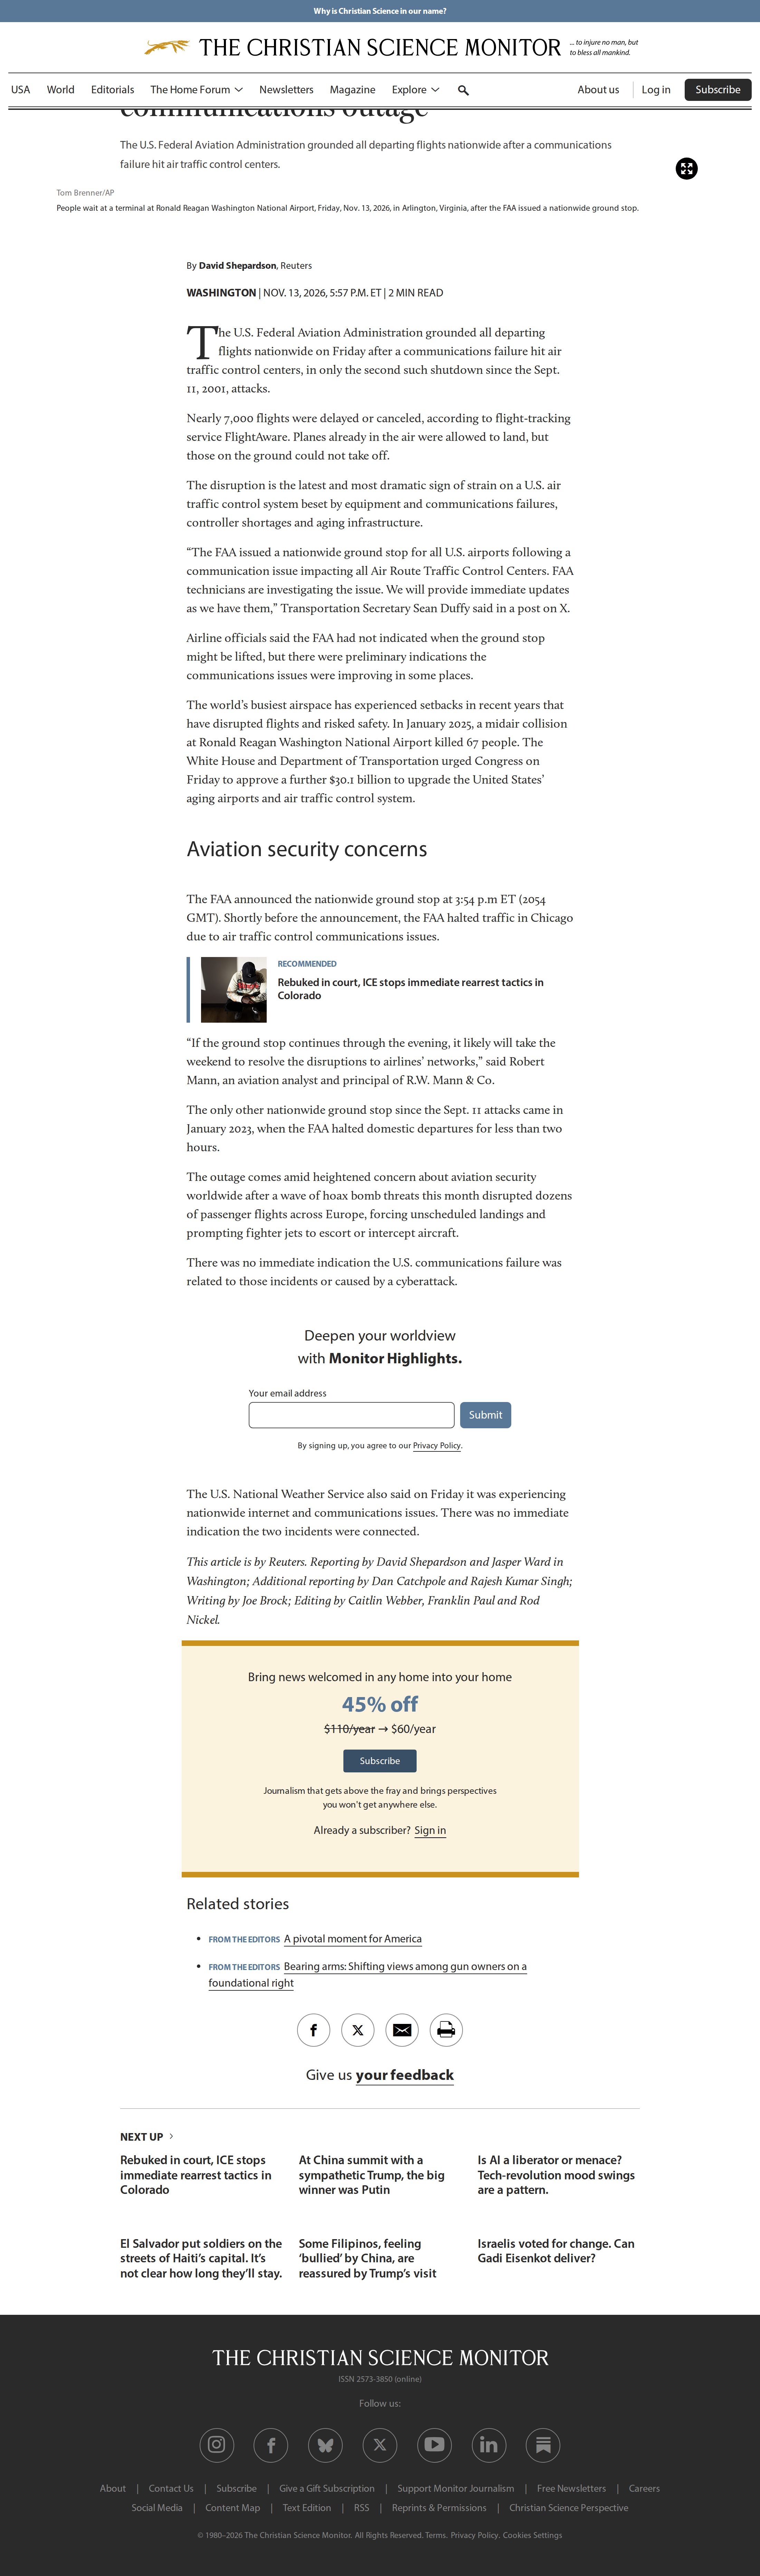 Why is Christian Science in our name?
THE CHRISTIAN SCIENCE MONITOR
... to injure no man, but
to bless all mankind.
USA World Editorials The Home Forum Newsletters Magazine Explore About us Log in Subscribe
communications outage
The U.S. Federal Aviation Administration grounded all departing flights nationwide after a communications
failure hit air traffic control centers.
Tom Brenner/AP
People wait at a terminal at Ronald Reagan Washington National Airport, Friday, Nov. 13, 2026, in Arlington, Virginia, after the FAA issued a nationwide ground stop.
By David Shepardson, Reuters
WASHINGTON | NOV. 13, 2026, 5:57 P.M. ET | 2 MIN READ
The U.S. Federal Aviation Administration grounded all departing
flights nationwide on Friday after a communications failure hit air
traffic control centers, in only the second such shutdown since the Sept.
11, 2001, attacks.
Nearly 7,000 flights were delayed or canceled, according to flight-tracking
service FlightAware. Planes already in the air were allowed to land, but
those on the ground could not take off.
The disruption is the latest and most dramatic sign of strain on a U.S. air
traffic control system beset by equipment and communications failures,
controller shortages and aging infrastructure.
“The FAA issued a nationwide ground stop for all U.S. airports following a
communication issue impacting all Air Route Traffic Control Centers. FAA
technicians are investigating the issue. We will provide immediate updates
as we have them,” Transportation Secretary Sean Duffy said in a post on X.
Airline officials said the FAA had not indicated when the ground stop
might be lifted, but there were preliminary indications the
communications issues were improving in some places.
The world’s busiest airspace has experienced setbacks in recent years that
have disrupted flights and risked safety. In January 2025, a midair collision
at Ronald Reagan Washington National Airport killed 67 people. The
White House and Department of Transportation urged Congress on
Friday to approve a further $30.1 billion to upgrade the United States’
aging airports and air traffic control system.
Aviation security concerns
The FAA announced the nationwide ground stop at 3:54 p.m ET (2054
GMT). Shortly before the announcement, the FAA halted traffic in Chicago
due to air traffic control communications issues.
RECOMMENDED
Rebuked in court, ICE stops immediate rearrest tactics in
Colorado
“If the ground stop continues through the evening, it likely will take the
weekend to resolve the disruptions to airlines’ networks,” said Robert
Mann, an aviation analyst and principal of R.W. Mann & Co.
The only other nationwide ground stop since the Sept. 11 attacks came in
January 2023, when the FAA halted domestic departures for less than two
hours.
The outage comes amid heightened concern about aviation security
worldwide after a wave of hoax bomb threats this month disrupted dozens
of passenger flights across Europe, forcing unscheduled landings and
prompting fighter jets to escort or intercept aircraft.
There was no immediate indication the U.S. communications failure was
related to those incidents or caused by a cyberattack.
Deepen your worldview
with Monitor Highlights.
Your email address
Submit
By signing up, you agree to our Privacy Policy.
The U.S. National Weather Service also said on Friday it was experiencing
nationwide internet and communications issues. There was no immediate
indication the two incidents were connected.
This article is by Reuters. Reporting by David Shepardson and Jasper Ward in
Washington; Additional reporting by Dan Catchpole and Rajesh Kumar Singh;
Writing by Joe Brock; Editing by Caitlin Webber, Franklin Paul and Rod
Nickel.
Bring news welcomed in any home into your home
45% off
$110/year → $60/year
Subscribe
Journalism that gets above the fray and brings perspectives
you won’t get anywhere else.
Already a subscriber? Sign in
Related stories
• FROM THE EDITORS A pivotal moment for America
• FROM THE EDITORS Bearing arms: Shifting views among gun owners on a
foundational right
Give us your feedback
NEXT UP
Rebuked in court, ICE stops
immediate rearrest tactics in
Colorado
At China summit with a
sympathetic Trump, the big
winner was Putin
Is AI a liberator or menace?
Tech-revolution mood swings
are a pattern.
El Salvador put soldiers on the
streets of Haiti’s capital. It’s
not clear how long they’ll stay.
Some Filipinos, feeling
‘bullied’ by China, are
reassured by Trump’s visit
Israelis voted for change. Can
Gadi Eisenkot deliver?
THE CHRISTIAN SCIENCE MONITOR
ISSN 2573-3850 (online)
Follow us:
About | Contact Us | Subscribe | Give a Gift Subscription | Support Monitor Journalism | Free Newsletters | Careers
Social Media | Content Map | Text Edition | RSS | Reprints & Permissions | Christian Science Perspective
© 1980–2026 The Christian Science Monitor. All Rights Reserved. Terms. Privacy Policy. Cookies Settings